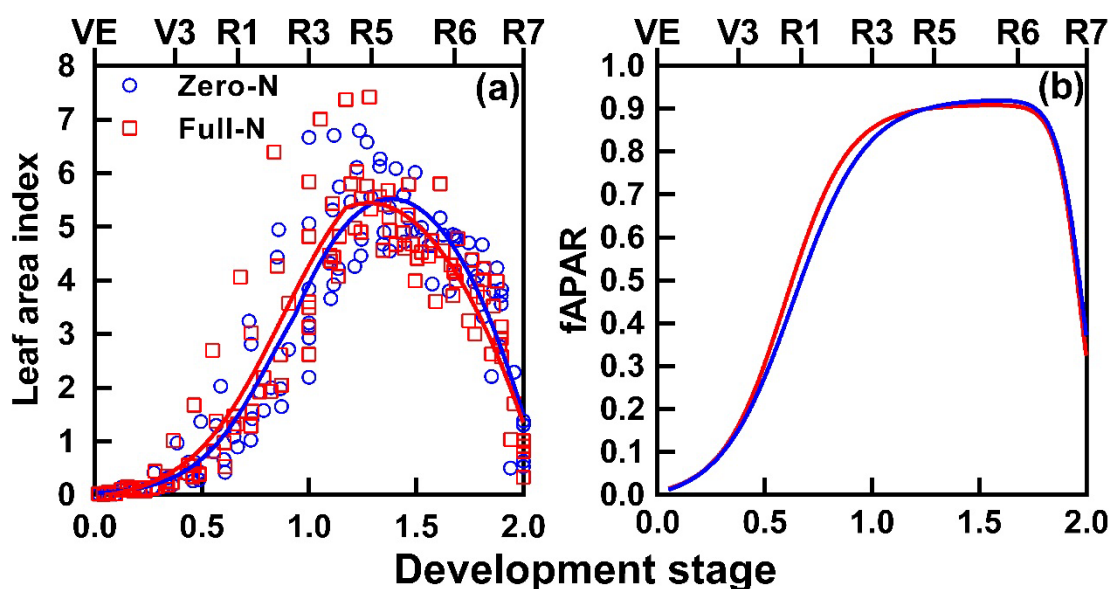 VE V3 R1 R3 R5 R6 R7
VE V3 R1 R3 R5 R6 R7
(a)
Zero-N
Full-N
Leaf area index
8
7
6
5
4
3
2
1
0
0.0 0.5 1.0 1.5 2.0
(b)
fAPAR
1.0
0.9
0.8
0.7
0.6
0.5
0.4
0.3
0.2
0.1
0.0
0.0 0.5 1.0 1.5 2.0
Development stage